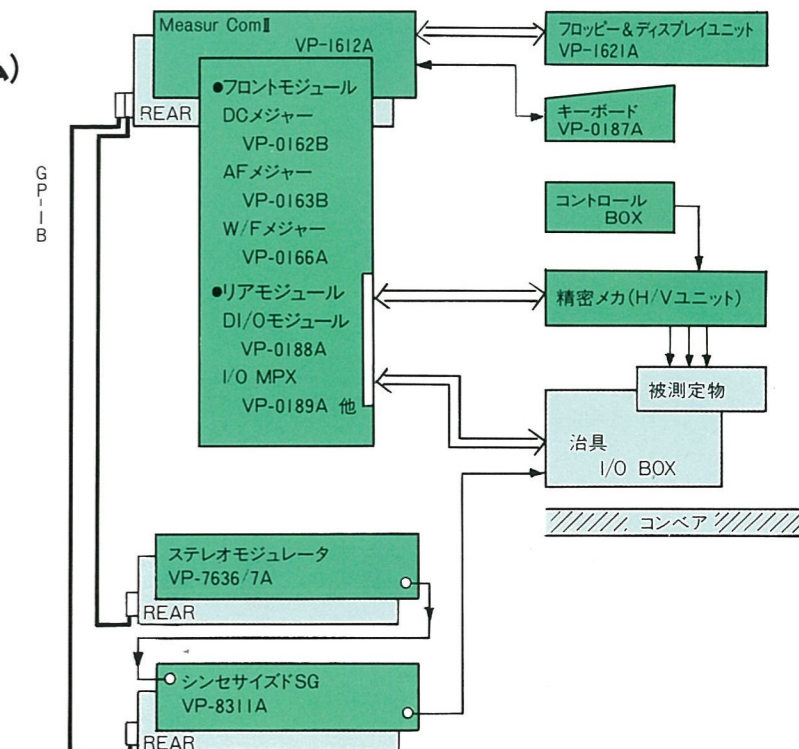 ム)
Measur ComⅡ
VP-1612A
REAR
●フロントモジュール
DCメジャー
VP-0162B
AFメジャー
VP-0163B
W/Fメジャー
VP-0166A
●リアモジュール
DI/Oモジュール
VP-0188A
I/O MPX
VP-0189A 他
GP-IB
フロッピー&ディスプレイユニット
VP-1621A
キーボード
VP-0187A
コントロール
BOX
精密メカ(H/Vユニット)
被測定物
治具
I/O BOX
コンベア
ステレオモジュレータ
VP-7636/7A
REAR
シンセサイズドSG
VP-8311A
REAR